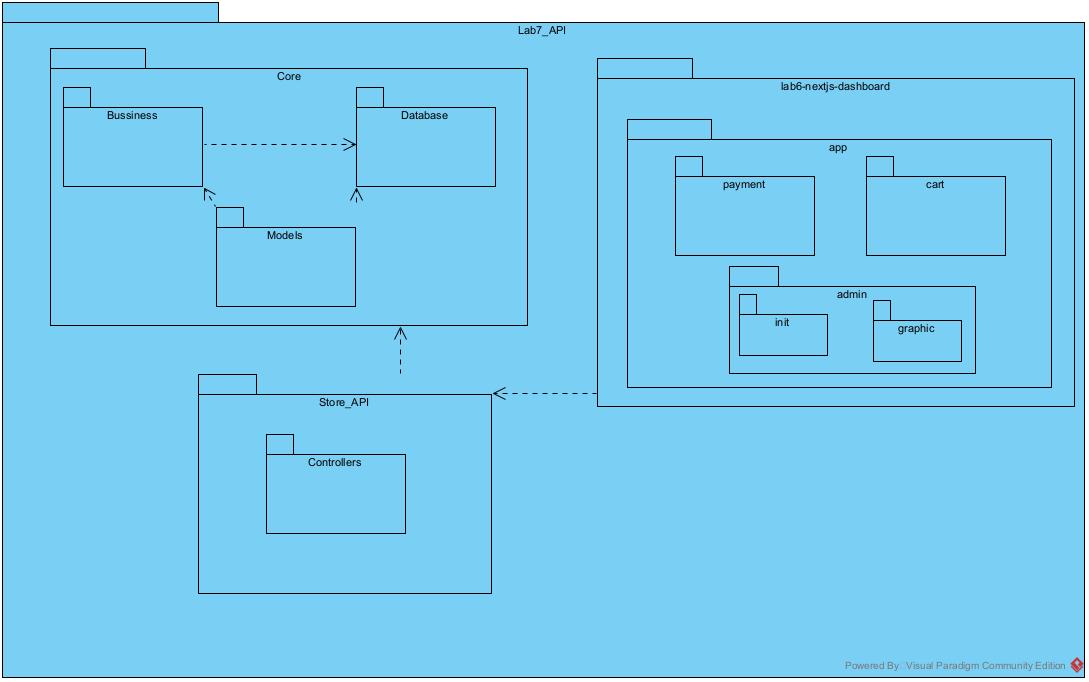 Lab7_API
Core
Bussiness
Database
Models
lab6-nextjs-dashboard
app
payment
cart
admin
init
graphic
Store_API
Controllers
Powered By Visual Paradigm Community Edition